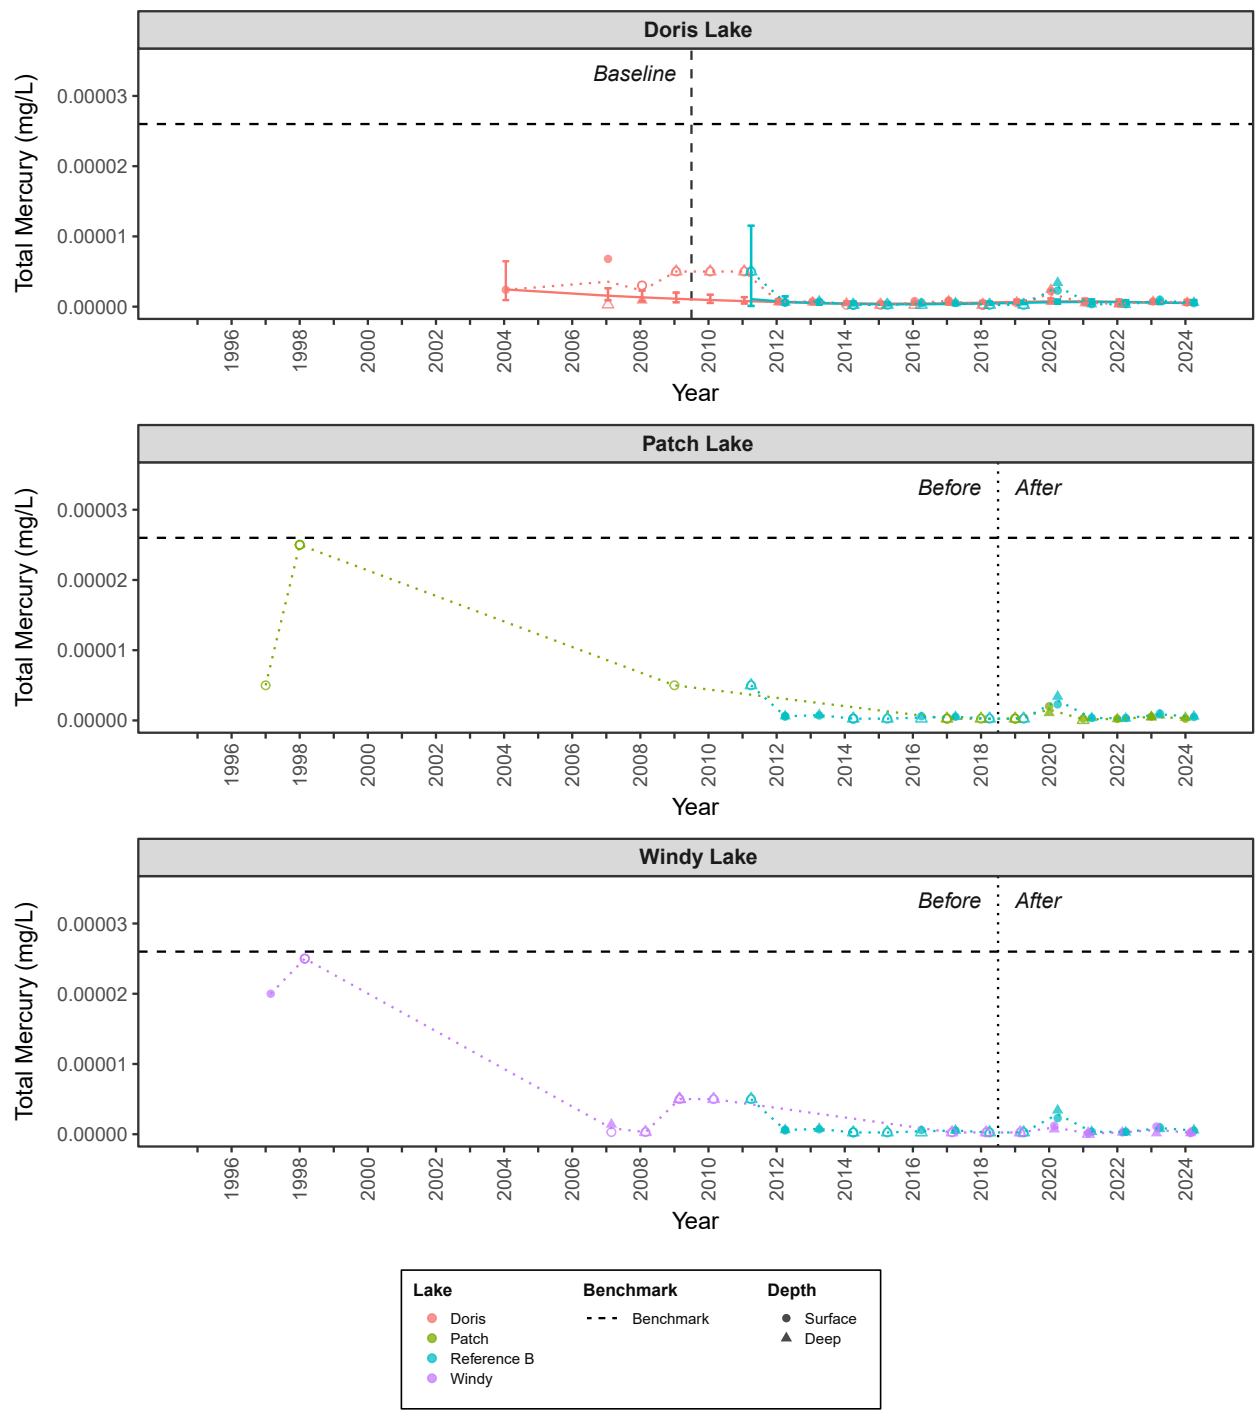 Doris Lake
Baseline
Total Mercury (mg/L)
0.00003
0.00002
0.00001
0.00000
1996 1998 2000 2002 2004 2006 2008 2010 2012 2014 2016 2018 2020 2022 2024
Year
Patch Lake
Before After
Total Mercury (mg/L)
0.00003
0.00002
0.00001
0.00000
1996 1998 2000 2002 2004 2006 2008 2010 2012 2014 2016 2018 2020 2022 2024
Year
Windy Lake
Before After
Total Mercury (mg/L)
0.00003
0.00002
0.00001
0.00000
1996 1998 2000 2002 2004 2006 2008 2010 2012 2014 2016 2018 2020 2022 2024
Year
Lake
Doris
Patch
Reference B
Windy
Benchmark
Benchmark
Depth
Surface
Deep